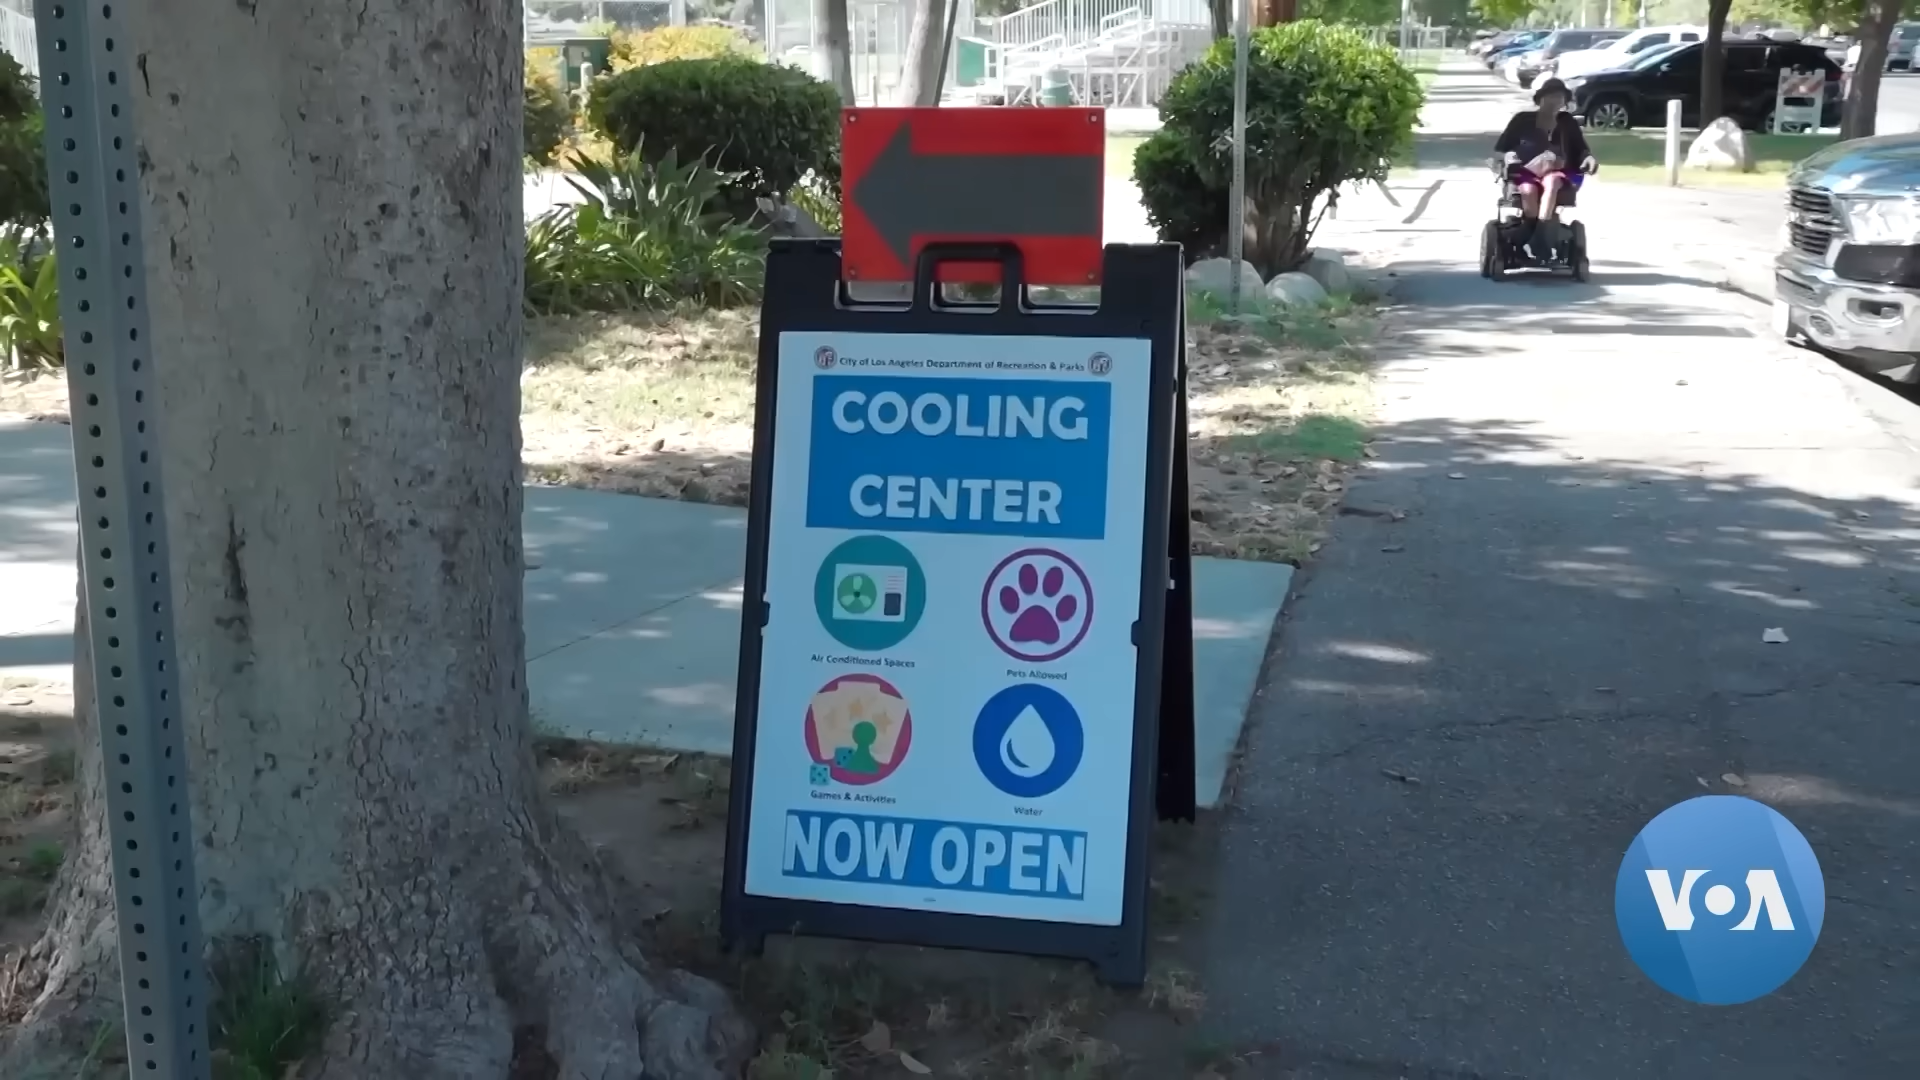 City of Los Angeles Department of Recreation & Parks
COOLING
CENTER
Air Conditioned Spaces
Pets Allowed
Games & Activities
Water
NOW OPEN
VOA